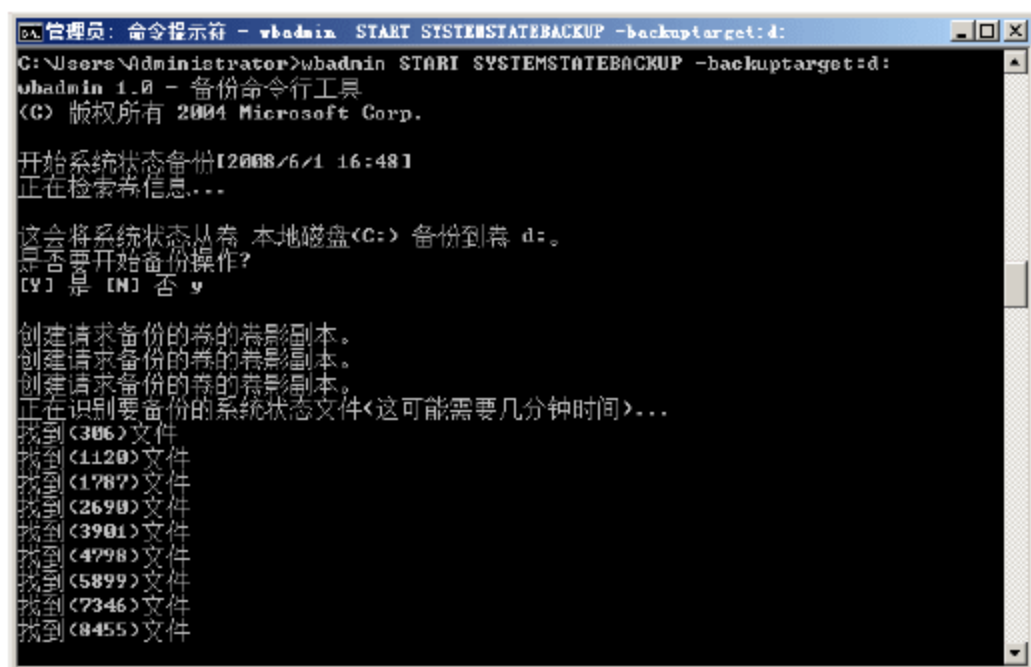 管理员: 命令提示符 - wbadmin START SYSTEMSTATEBACKUP -backuptarget:d:
C:\Users\Administrator>wbadmin START SYSTEMSTATEBACKUP -backuptarget:d:
wbadmin 1.0 - 备份命令行工具
(C) 版权所有 2004 Microsoft Corp.
开始系统状态备份[2008/6/1 16:48]
正在检索卷信息...
这会将系统状态从卷 本地磁盘(C:) 备份到卷 d:。
是否要开始备份操作?
[Y] 是 [N] 否 y
创建请求备份的卷的卷影副本。
创建请求备份的卷的卷影副本。
创建请求备份的卷的卷影副本。
正在识别要备份的系统状态文件(这可能需要几分钟时间)...
找到(306)文件
找到(1120)文件
找到(1787)文件
找到(2690)文件
找到(3901)文件
找到(4798)文件
找到(5899)文件
找到(7346)文件
找到(8455)文件